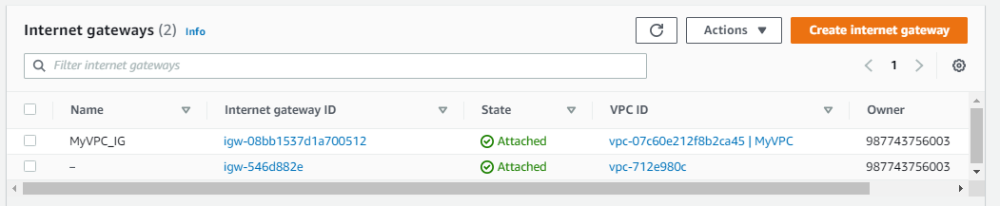 Internet gateways (2) Info Actions Create internet gateway
Filter internet gateways 1
Name Internet gateway ID State VPC ID Owner
MyVPC_IG igw-08bb1537d1a700512 Attached vpc-07c60e212f8b2ca45 | MyVPC 987743756003
– igw-546d882e Attached vpc-712e980c 987743756003